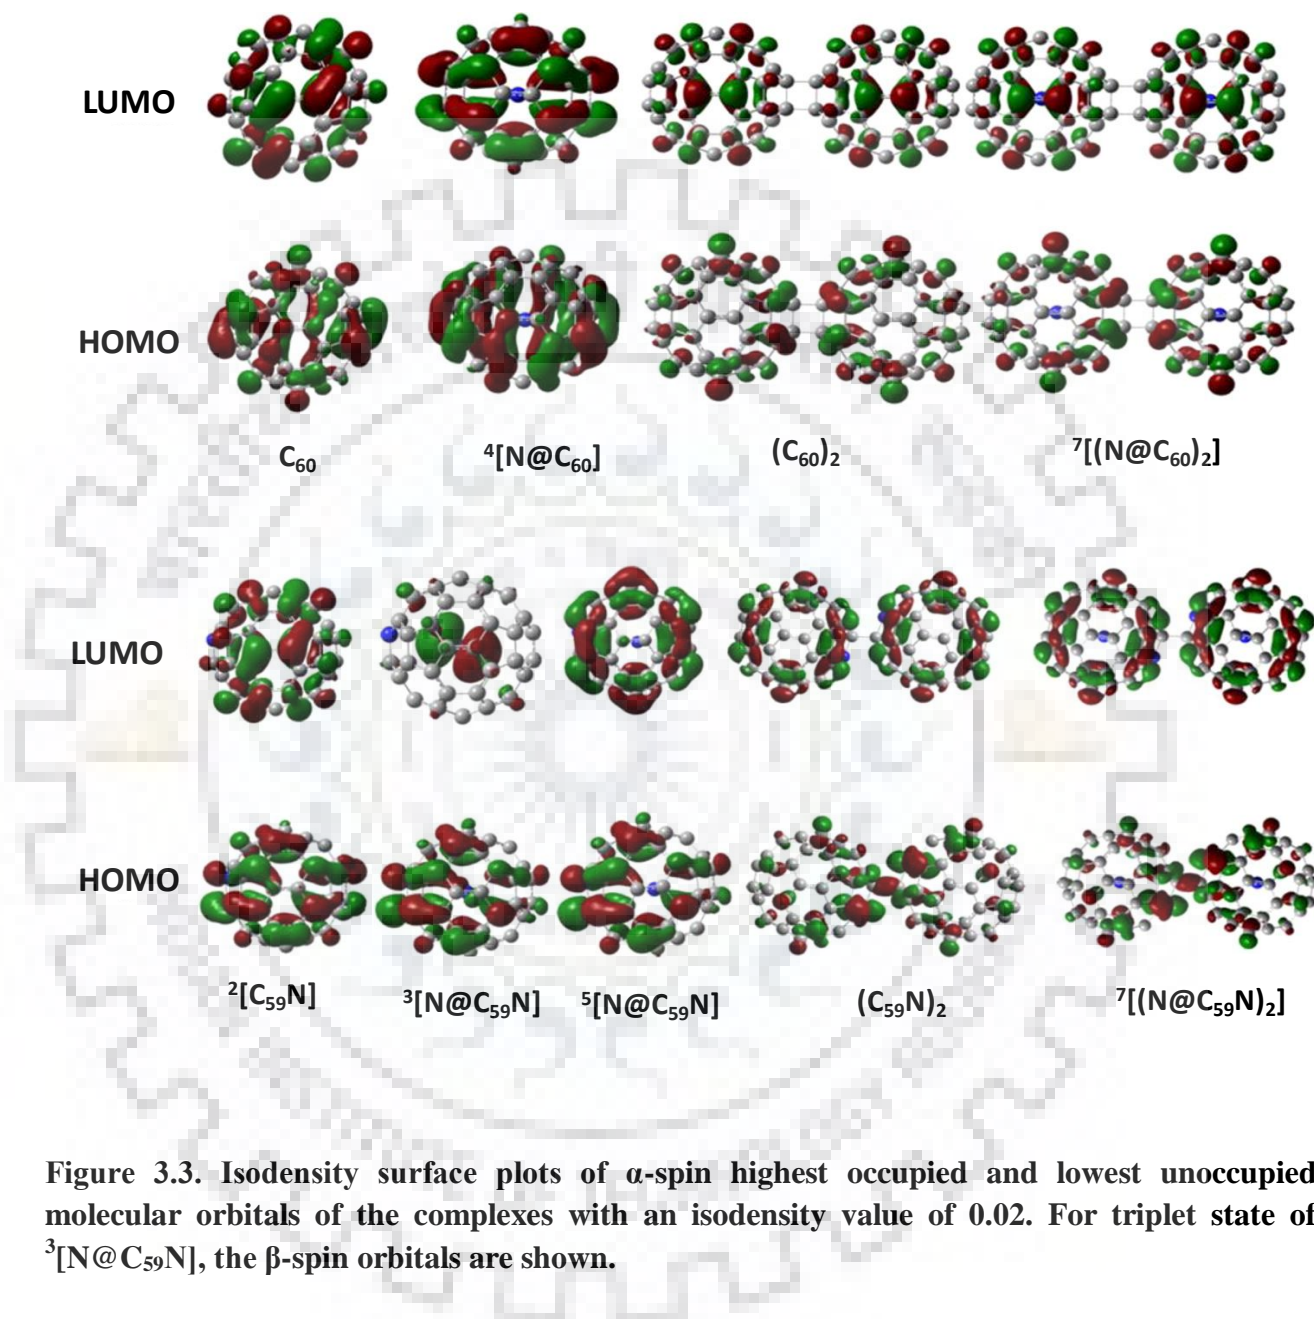 LUMO
HOMO
C₆₀ ⁴[N@C₆₀] (C₆₀)₂ ⁷[(N@C₆₀)₂]
LUMO
HOMO
²[C₅₉N] ³[N@C₅₉N] ⁵[N@C₅₉N] (C₅₉N)₂ ⁷[(N@C₅₉N)₂]
Figure 3.3. Isodensity surface plots of α-spin highest occupied and lowest unoccupied
molecular orbitals of the complexes with an isodensity value of 0.02. For triplet state of
³[N@C₅₉N], the β-spin orbitals are shown.